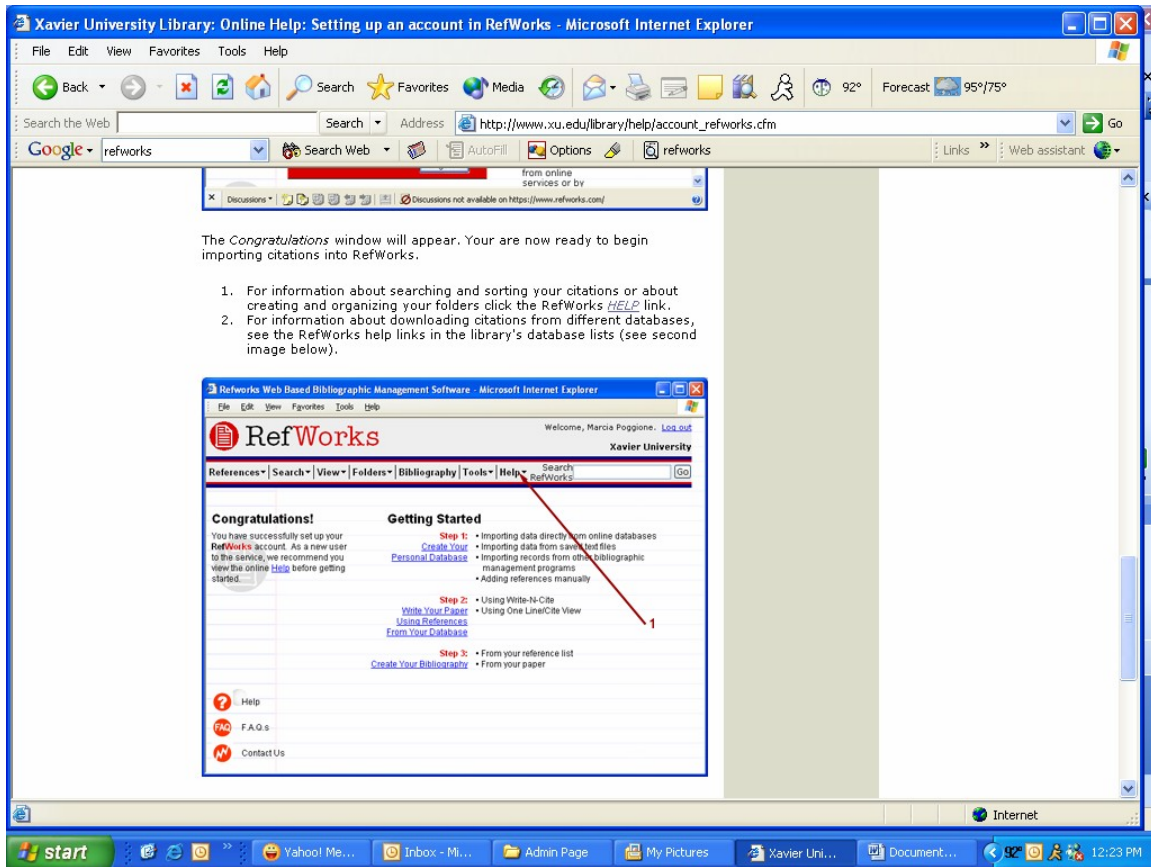 Xavier University Library: Online Help: Setting up an account in RefWorks - Microsoft Internet Explorer
File Edit View Favorites Tools Help
Back Search Favorites Media 92° Forecast 95°/75°
Search the Web Search Address http://www.xu.edu/library/help/account_refworks.cfm Go
Google refworks Search Web AutoFill Options refworks Links » Web assistant
from online
services or by
Discussions Discussions not available on https://www.refworks.com/
The Congratulations window will appear. Your are now ready to begin
importing citations into RefWorks.
1. For information about searching and sorting your citations or about
creating and organizing your folders click the RefWorks HELP link.
2. For information about downloading citations from different databases,
see the RefWorks help links in the library's database lists (see second
image below).
Refworks Web Based Bibliographic Management Software - Microsoft Internet Explorer
File Edit View Favorites Tools Help
RefWorks
Welcome, Marcia Poggione. Log out
Xavier University
References | Search | View | Folders | Bibliography | Tools | Help Search RefWorks Go
Congratulations!
You have successfully set up your
RefWorks account. As a new user
to the service, we recommend you
view the online Help before getting
started.
Getting Started
Step 1: • Importing data directly from online databases
Create Your • Importing data from saved text files
Personal Database • Importing records from other bibliographic
management programs
• Adding references manually
Step 2: • Using Write-N-Cite
Write Your Paper • Using One Line/Cite View
Using References
From Your Database
1
Step 3: • From your reference list
Create Your Bibliography • From your paper
? Help
FAQ F.A.Q.s
Contact Us
Internet
start » Yahoo! Me... Inbox - Mi... Admin Page My Pictures Xavier Uni... Document... 92° 12:23 PM